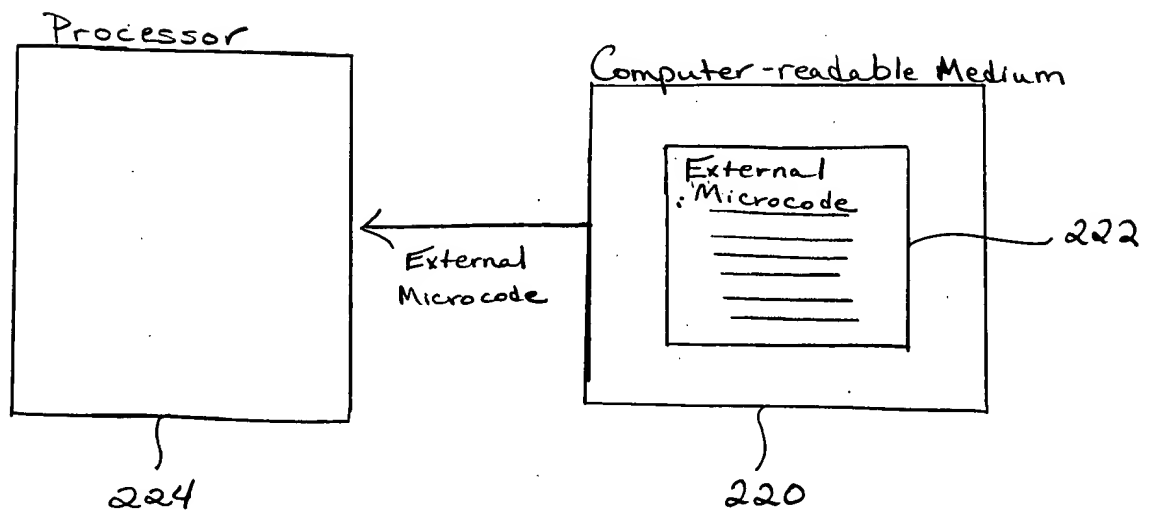 Processor
Computer-readable Medium
External
Microcode
222
External
Microcode
224
220